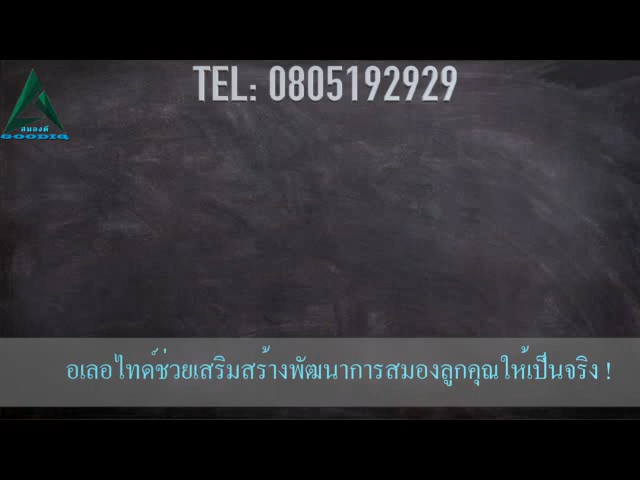 TEL: 0805192929
สมองดี
GOODIQ
อเลอไทด์ช่วยเสริมสร้างพัฒนาการสมองลูกคุณให้เป็นจริง !